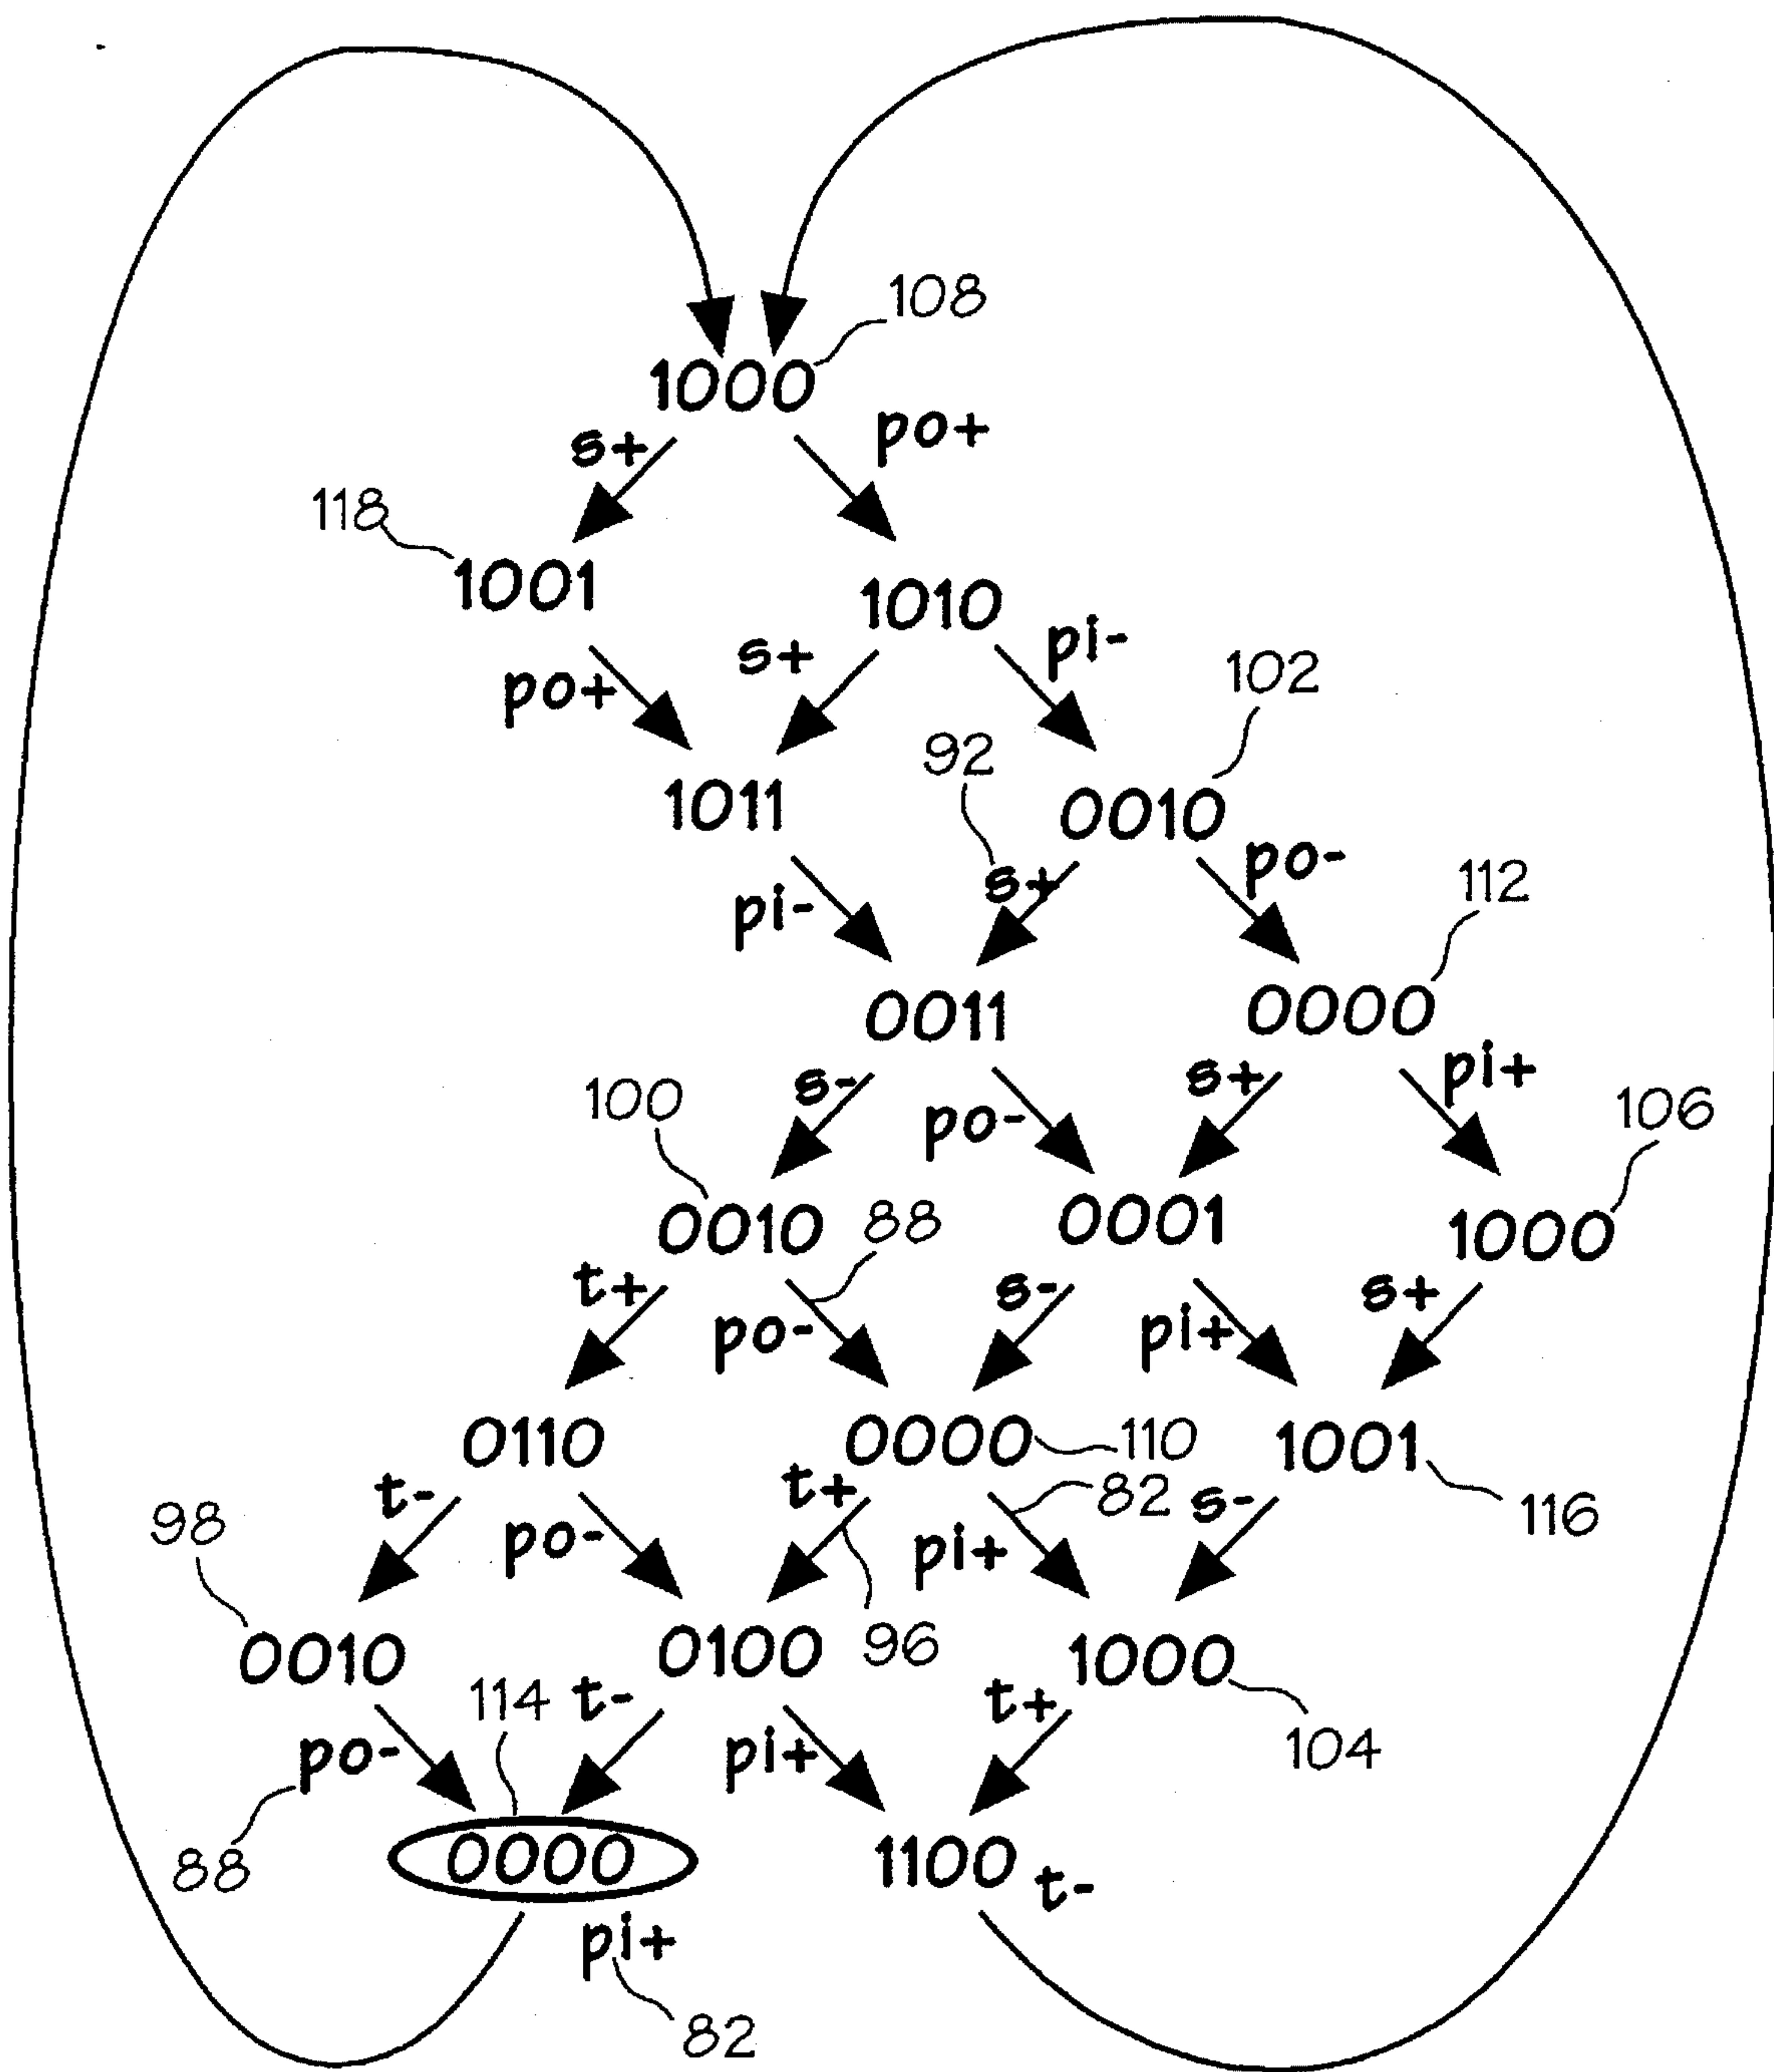 108
1000
s+ po+
118
1001 1010
s+ pi-
po+ 102
92
1011 0010
s+ po-
pi- 112
0011 0000
s- po- s+ pi+
100 106
0010 88 0001 1000
t+ po- s- pi+ s+
0110 0000 110 1001
t- po- t+ pi+ 82 s- 116
98
0010 0100 96 1000
114 t- t+
po- pi+ 104
88 0000 1100 t-
pi+
82